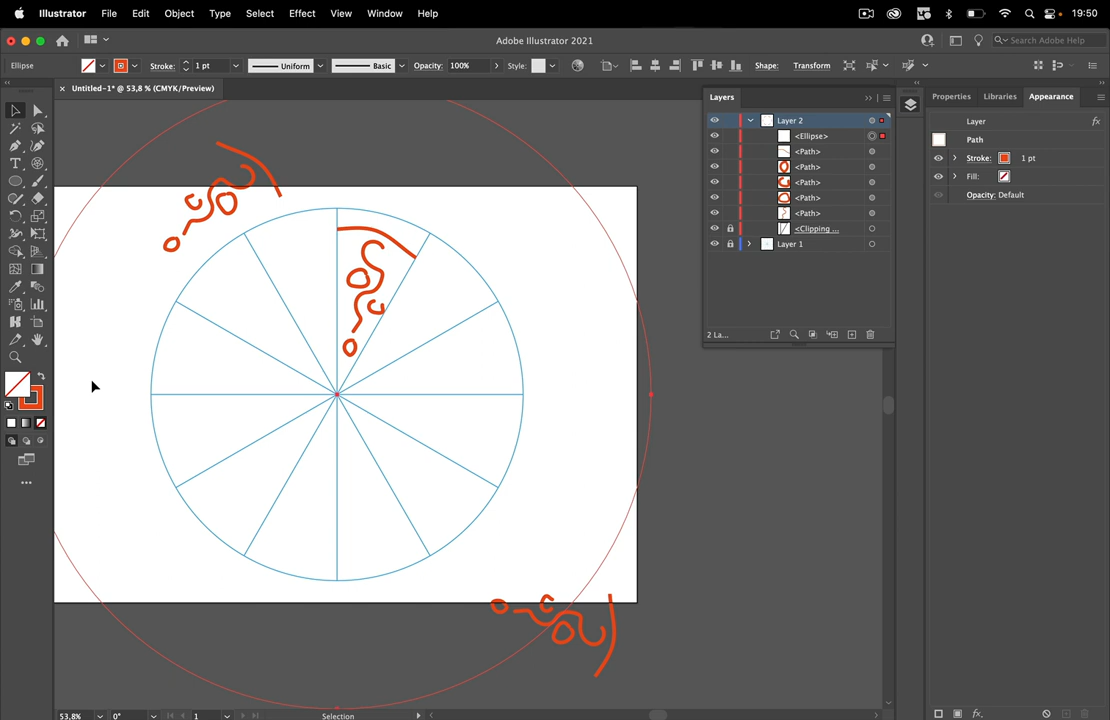 Illustrator File Edit Object Type Select Effect View Window Help 19:50
Adobe Illustrator 2021 Search Adobe Help
Ellipse Stroke: 1 pt Uniform Basic Opacity: 100% Style: Shape: Transform
Untitled-1* @ 53,8 % (CMYK/Preview)
Layers
Layer 2
<Ellipse>
<Path>
<Path>
<Path>
<Path>
<Path>
<Clipping ...
Layer 1
2 La...
Properties Libraries Appearance
Layer
Path
Stroke: 1 pt
Fill:
Opacity: Default
53,8% 0° 1 Selection